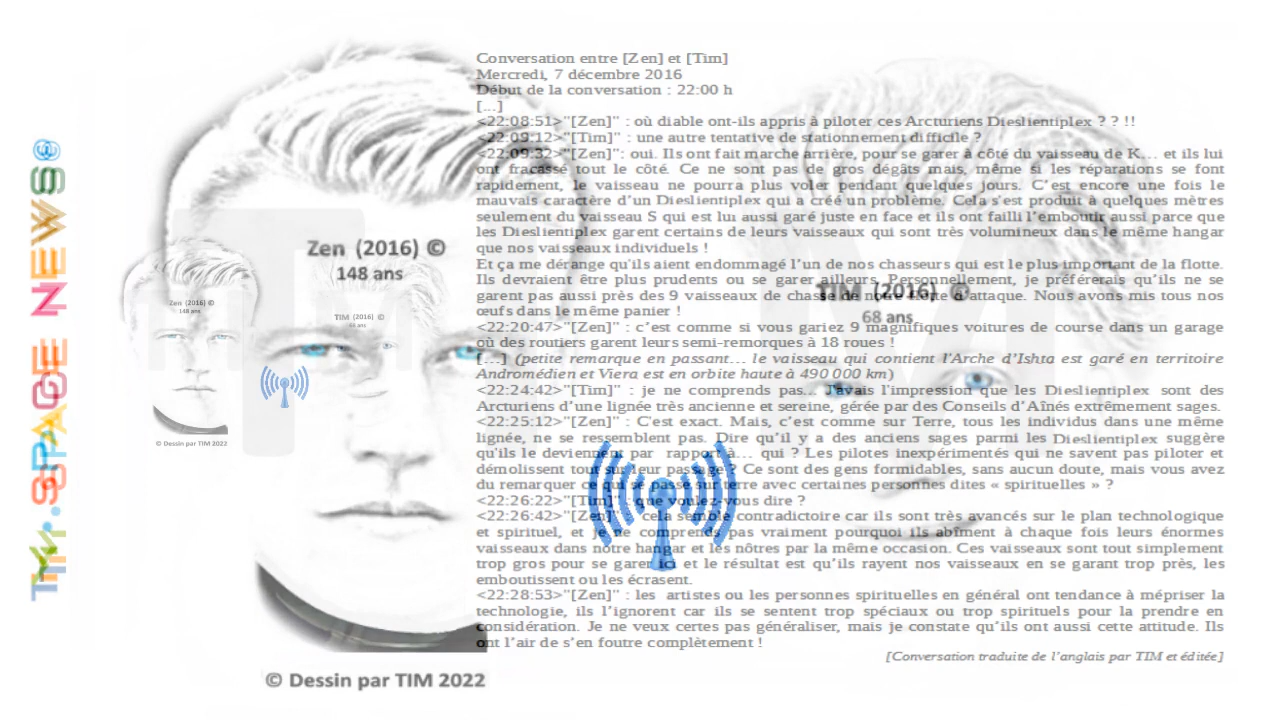 TIM.SPACE NEWS@
Zen (2016) ©
148 ans
TIM (2016) ©
68 ans
© Dessin par TIM 2022
Zen (2016) ©
148 ans
TIM (2016) ©
68 ans
© Dessin par TIM 2022
Conversation entre [Zen] et [Tim]
Mercredi, 7 décembre 2016
Début de la conversation : 22:00 h
[...]
<22:08:51>"[Zen]" : où diable ont-ils appris à piloter ces Arcturiens Dieslientiplex ? ? !!
<22:09:12>"[Tim]" : une autre tentative de stationnement difficile ?
<22:09:32>"[Zen]": oui. Ils ont fait marche arrière, pour se garer à côté du vaisseau de K... et ils lui
ont fracassé tout le côté. Ce ne sont pas de gros dégâts mais, même si les réparations se font
rapidement, le vaisseau ne pourra plus voler pendant quelques jours. C'est encore une fois le
mauvais caractère d'un Dieslientiplex qui a créé un problème. Cela s'est produit à quelques mètres
seulement du vaisseau S qui est lui aussi garé juste en face et ils ont failli l'emboutir aussi parce que
les Dieslientiplex garent certains de leurs vaisseaux qui sont très volumineux dans le même hangar
que nos vaisseaux individuels !
Et ça me dérange qu'ils aient endommagé l'un de nos chasseurs qui est le plus important de la flotte.
Ils devraient être plus prudents ou se garer ailleurs. Personnellement, je préférerais qu'ils ne se
garent pas aussi près des 9 vaisseaux de chasse de notre flotte d'attaque. Nous avons mis tous nos
œufs dans le même panier !
<22:20:47>"[Zen]" : c'est comme si vous gariez 9 magnifiques voitures de course dans un garage
où des routiers garent leurs semi-remorques à 18 roues !
[...] (petite remarque en passant... le vaisseau qui contient l'Arche d'Ishta est garé en territoire
Andromédien et Viera est en orbite haute à 490 000 km)
<22:24:42>"[Tim]" : je ne comprends pas... J'avais l'impression que les Dieslientiplex sont des
Arcturiens d'une lignée très ancienne et sereine, gérée par des Conseils d'Aînés extrêmement sages.
<22:25:12>"[Zen]" : C'est exact. Mais, c'est comme sur Terre, tous les individus dans une même
lignée, ne se ressemblent pas. Dire qu'il y a des anciens sages parmi les Dieslientiplex suggère
qu'ils le deviennent par rapport à... qui ? Les pilotes inexpérimentés qui ne savent pas piloter et
démolissent tout sur leur passage ? Ce sont des gens formidables, sans aucun doute, mais vous avez
du remarquer ce qui se passe sur terre avec certaines personnes dites « spirituelles » ?
<22:26:22>"[Tim]" : que voulez-vous dire ?
<22:26:42>"[Zen]" : cela semble contradictoire car ils sont très avancés sur le plan technologique
et spirituel, et je ne comprends pas vraiment pourquoi ils abîment à chaque fois leurs énormes
vaisseaux dans nôtre hangar et les nôtres par la même occasion. Ces vaisseaux sont tout simplement
trop gros pour se garer ici et le résultat est qu'ils rayent nos vaisseaux en se garant trop près, les
emboutissent ou les écrasent.
<22:28:53>"[Zen]" : les artistes ou les personnes spirituelles en général ont tendance à mépriser la
technologie, ils l'ignorent car ils se sentent trop spéciaux ou trop spirituels pour la prendre en
considération. Je ne veux certes pas généraliser, mais je constate qu'ils ont aussi cette attitude. Ils
ont l'air de s'en foutre complètement !
[Conversation traduite de l'anglais par TIM et éditée]